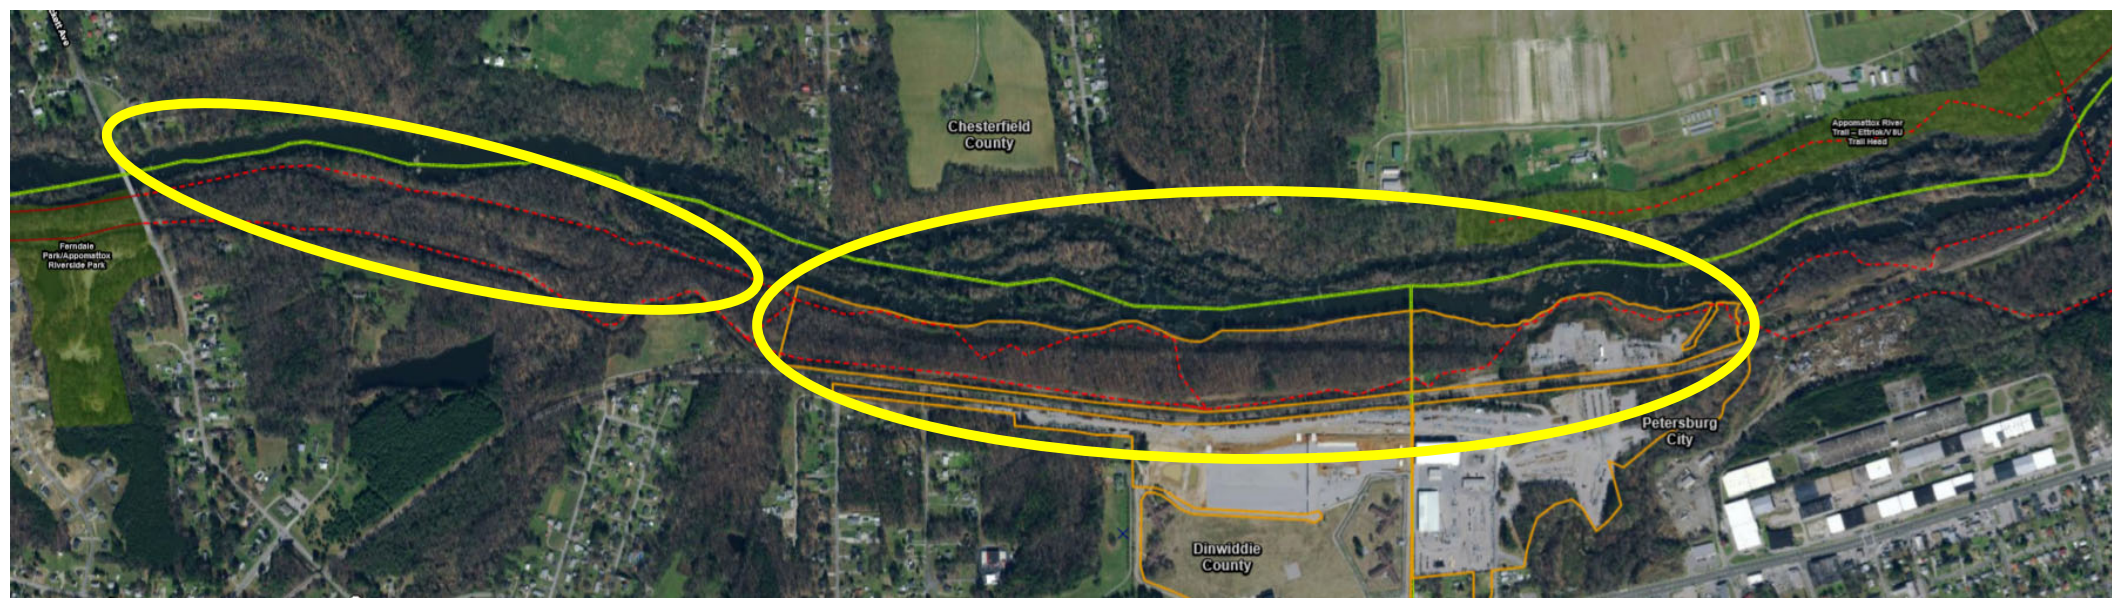 Chesterfield
County
Appomattox River
Trail – Ettrick/VSU
Trail Head
Ferndale
Park/Appomattox
Riverside Park
Petersburg
City
Dinwiddie
County